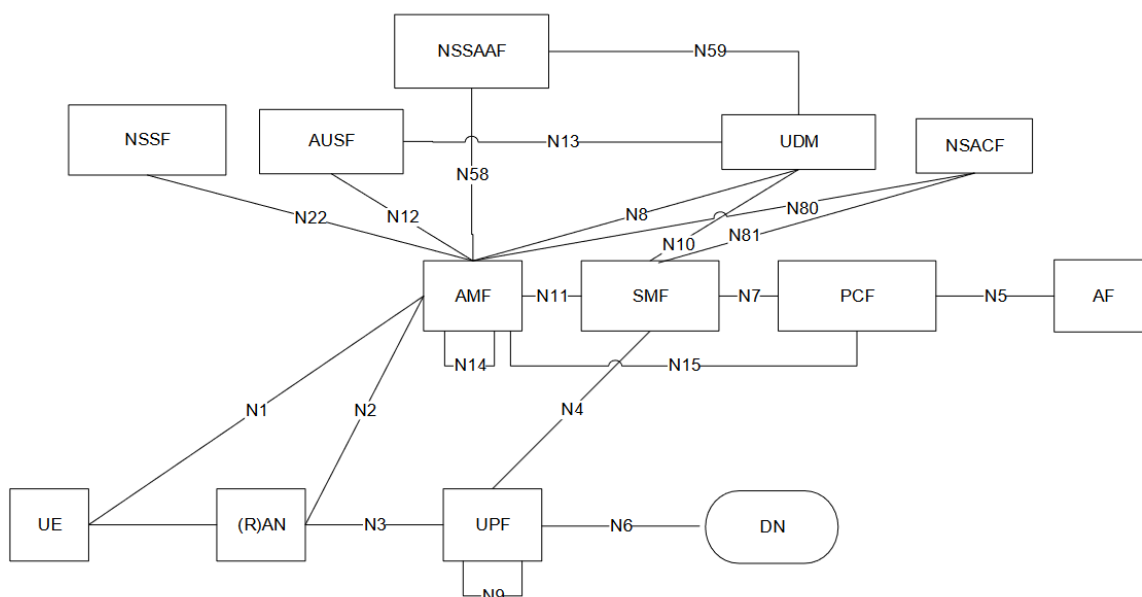 NSSAAF
N59
NSSF
AUSF
N13
UDM
NSACF
N58
N22
N12
N8
N80
N10
N81
AMF
N11
SMF
N7
PCF
N5
AF
N14
N15
N1
N2
N4
UE
(R)AN
N3
UPF
N6
DN
N9